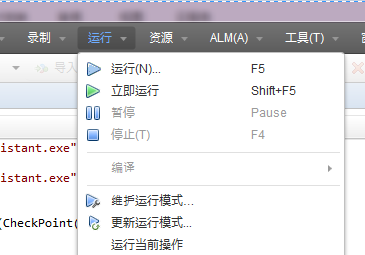 录制 运行 资源 ALM(A) 工具(T)
导入
运行(N)... F5
立即运行 Shift+F5
istant.exe"
暂停 Pause
停止(T) F4
istant.exe"
编译
维护运行模式...
更新运行模式...
(CheckPoint(
运行当前操作